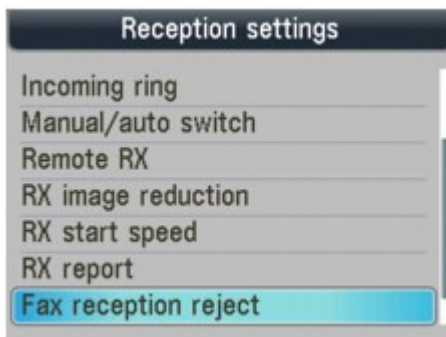 Reception settings
Incoming ring
Manual/auto switch
Remote RX
RX image reduction
RX start speed
RX report
Fax reception reject